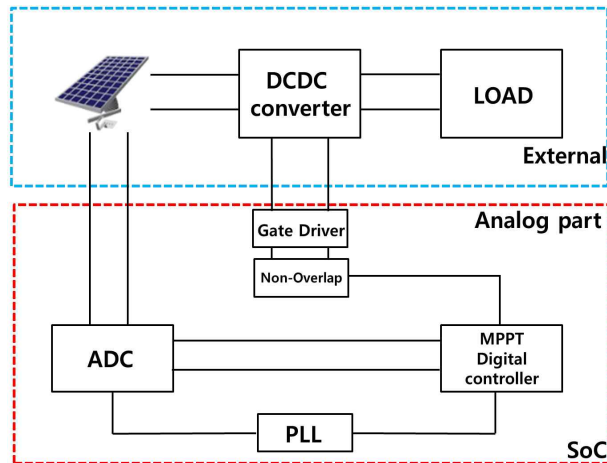 DCDC
converter
LOAD
External
Analog part
Gate Driver
Non-Overlap
ADC
MPPT
Digital
controller
PLL
SoC